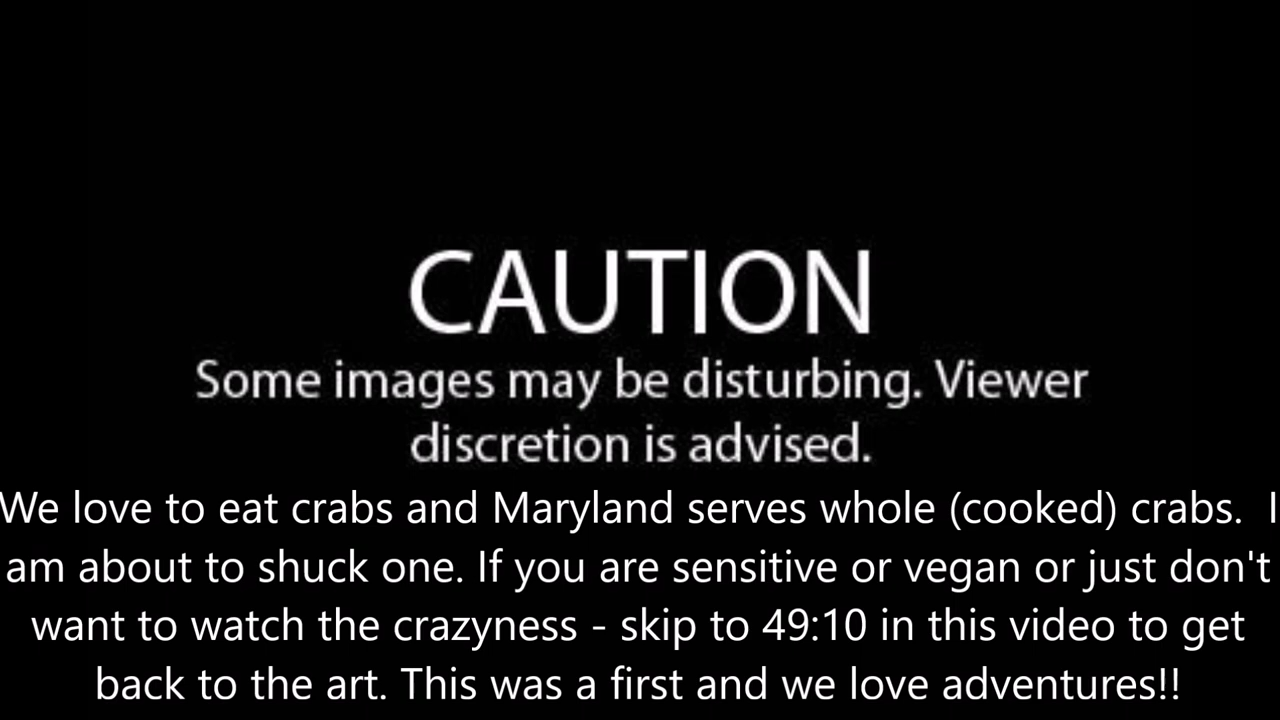 CAUTION
Some images may be disturbing. Viewer
discretion is advised.
We love to eat crabs and Maryland serves whole (cooked) crabs.  I
am about to shuck one. If you are sensitive or vegan or just don't
want to watch the crazyness - skip to 49:10 in this video to get
back to the art. This was a first and we love adventures!!